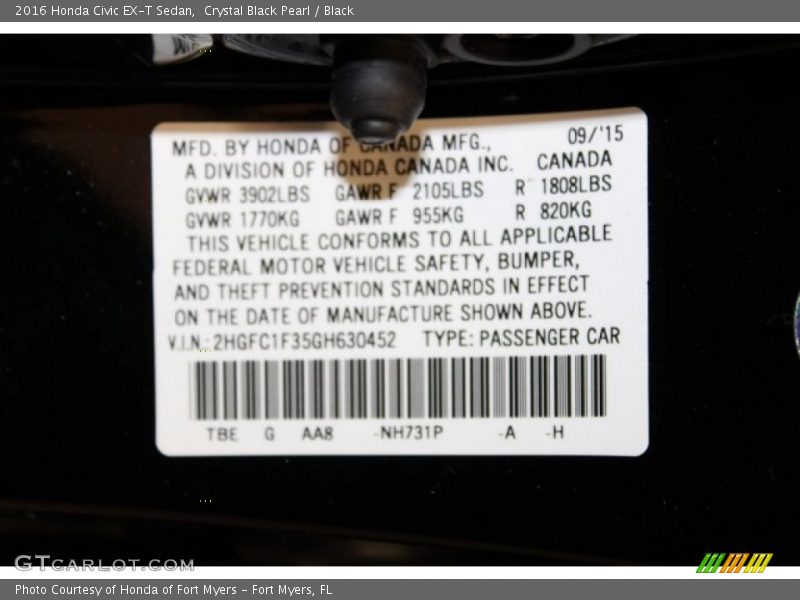 2016 Honda Civic EX-T Sedan,  Crystal Black Pearl / Black
MFD. BY HONDA OF CANADA MFG., 09/'15
A DIVISION OF HONDA CANADA INC. CANADA
GVWR 3902LBS GAWR F 2105LBS R 1808LBS
GVWR 1770KG GAWR F 955KG R 820KG
THIS VEHICLE CONFORMS TO ALL APPLICABLE
FEDERAL MOTOR VEHICLE SAFETY, BUMPER,
AND THEFT PREVENTION STANDARDS IN EFFECT
ON THE DATE OF MANUFACTURE SHOWN ABOVE.
V.I.N.: 2HGFC1F35GH630452 TYPE: PASSENGER CAR
TBE G AA8 -NH731P -A -H
GTCARLOT.COM
Photo Courtesy of Honda of Fort Myers - Fort Myers, FL